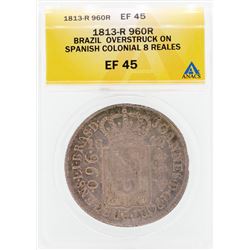 1813-R 960R EF 45
1813-R 960R
BRAZIL OVERSTRUCK ON
SPANISH COLONIAL 8 REALES
EF 45
ANACS
960